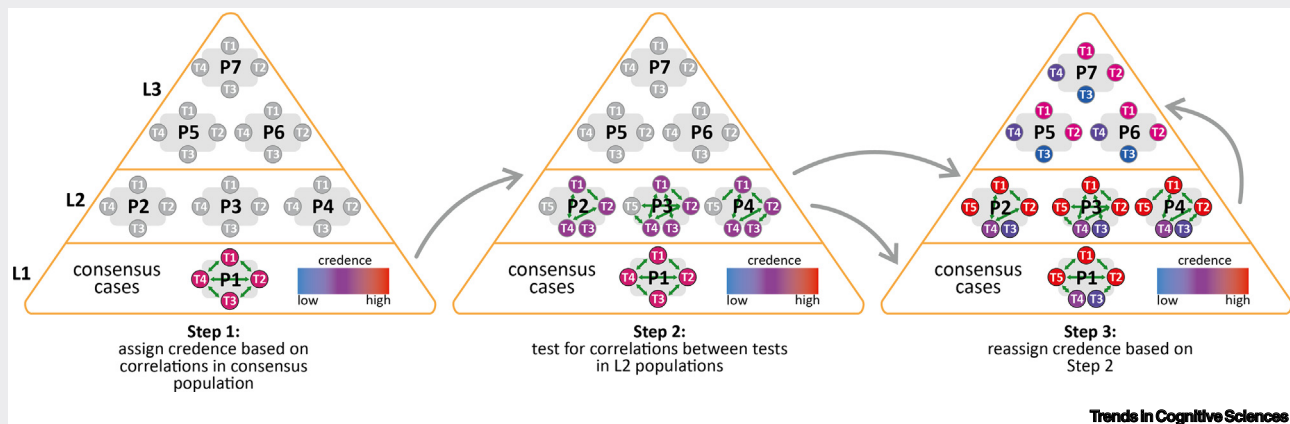 T1
T4 P7 T2
T3
L3
T1 T1
T4 P5 T2 T4 P6 T2
T3 T3
L2
T1 T1 T1
T4 P2 T2 T4 P3 T2 T4 P4 T2
T3 T3 T3
L1
consensus
cases
T1
T4 P1 T2
T3
credence
low high
Step 1:
assign credence based on
correlations in consensus
population
T1
T4 P7 T2
T3
T1 T1
T4 P5 T2 T4 P6 T2
T3 T3
T1 T1 T1
T5 P2 T2 T5 P3 T2 T5 P4 T2
T4 T3 T4 T3 T4 T3
consensus
cases
T1
T4 P1 T2
T3
credence
low high
Step 2:
test for correlations between tests
in L2 populations
T1
T4 P7 T2
T3
T1 T1
T4 P5 T2 T4 P6 T2
T3 T3
T1 T1 T1
T5 P2 T2 T5 P3 T2 T5 P4 T2
T4 T3 T4 T3 T4 T3
consensus
cases
T1
T5 P1 T2
T4 T3
credence
low high
Step 3:
reassign credence based on
Step 2
Trends in Cognitive Sciences